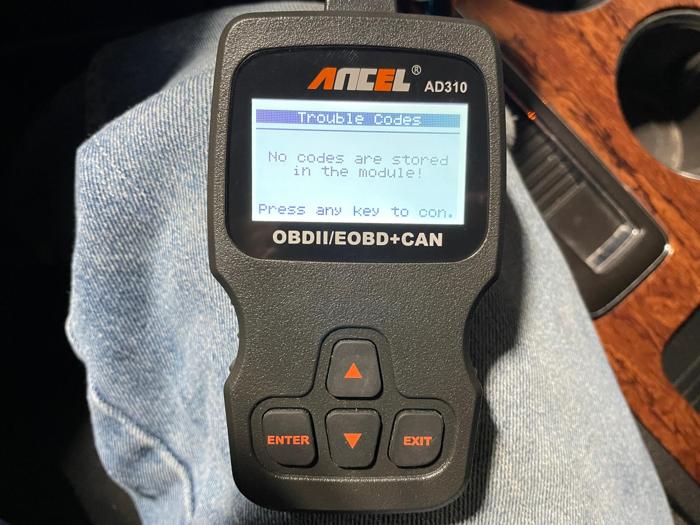 ANCEL®
AD310
Trouble Codes
No codes are stored
in the module!
Press any key to con.
OBDII/EOBD+CAN
ENTER
EXIT